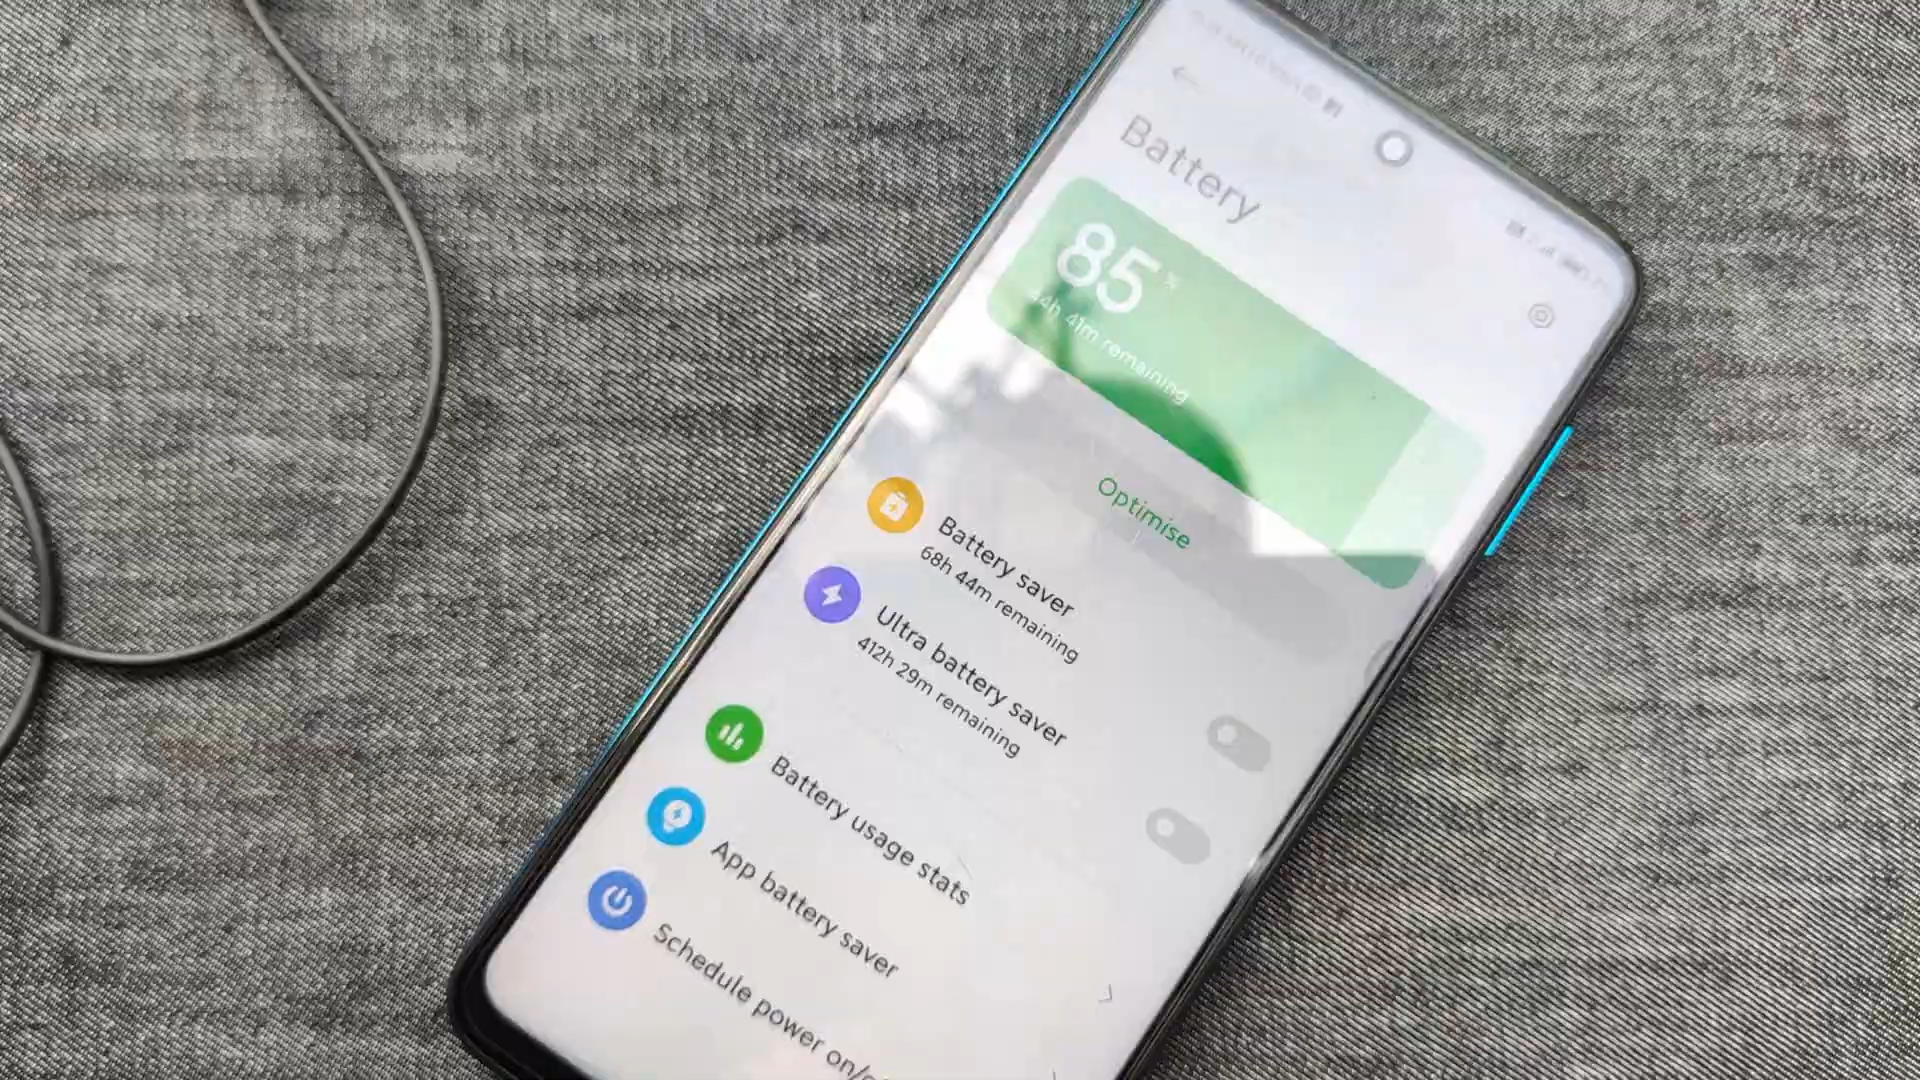 Battery
85%
44h 41m remaining
Optimise
Battery saver
68h 44m remaining
Ultra battery saver
412h 29m remaining
Battery usage stats
App battery saver
Schedule power on/